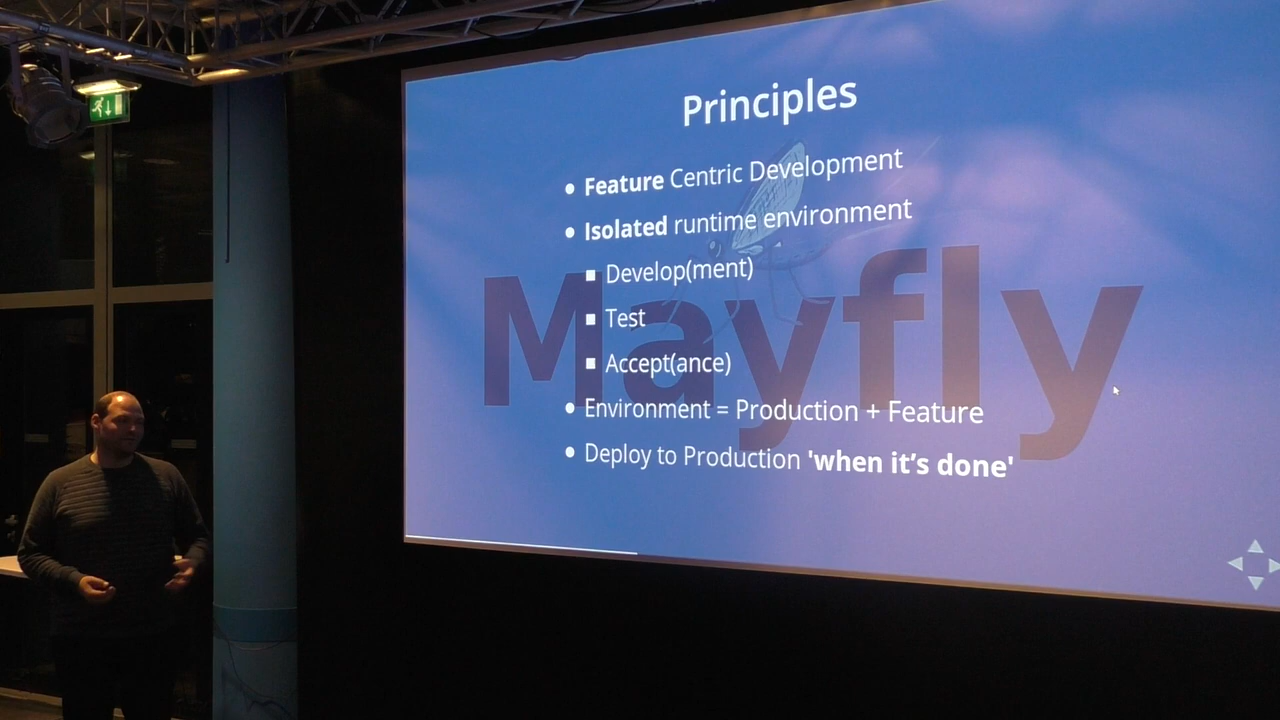 Principles
Feature Centric Development
Isolated runtime environment
Develop(ment)
Test
Accept(ance)
Environment = Production + Feature
Deploy to Production 'when it’s done'
Mayfly